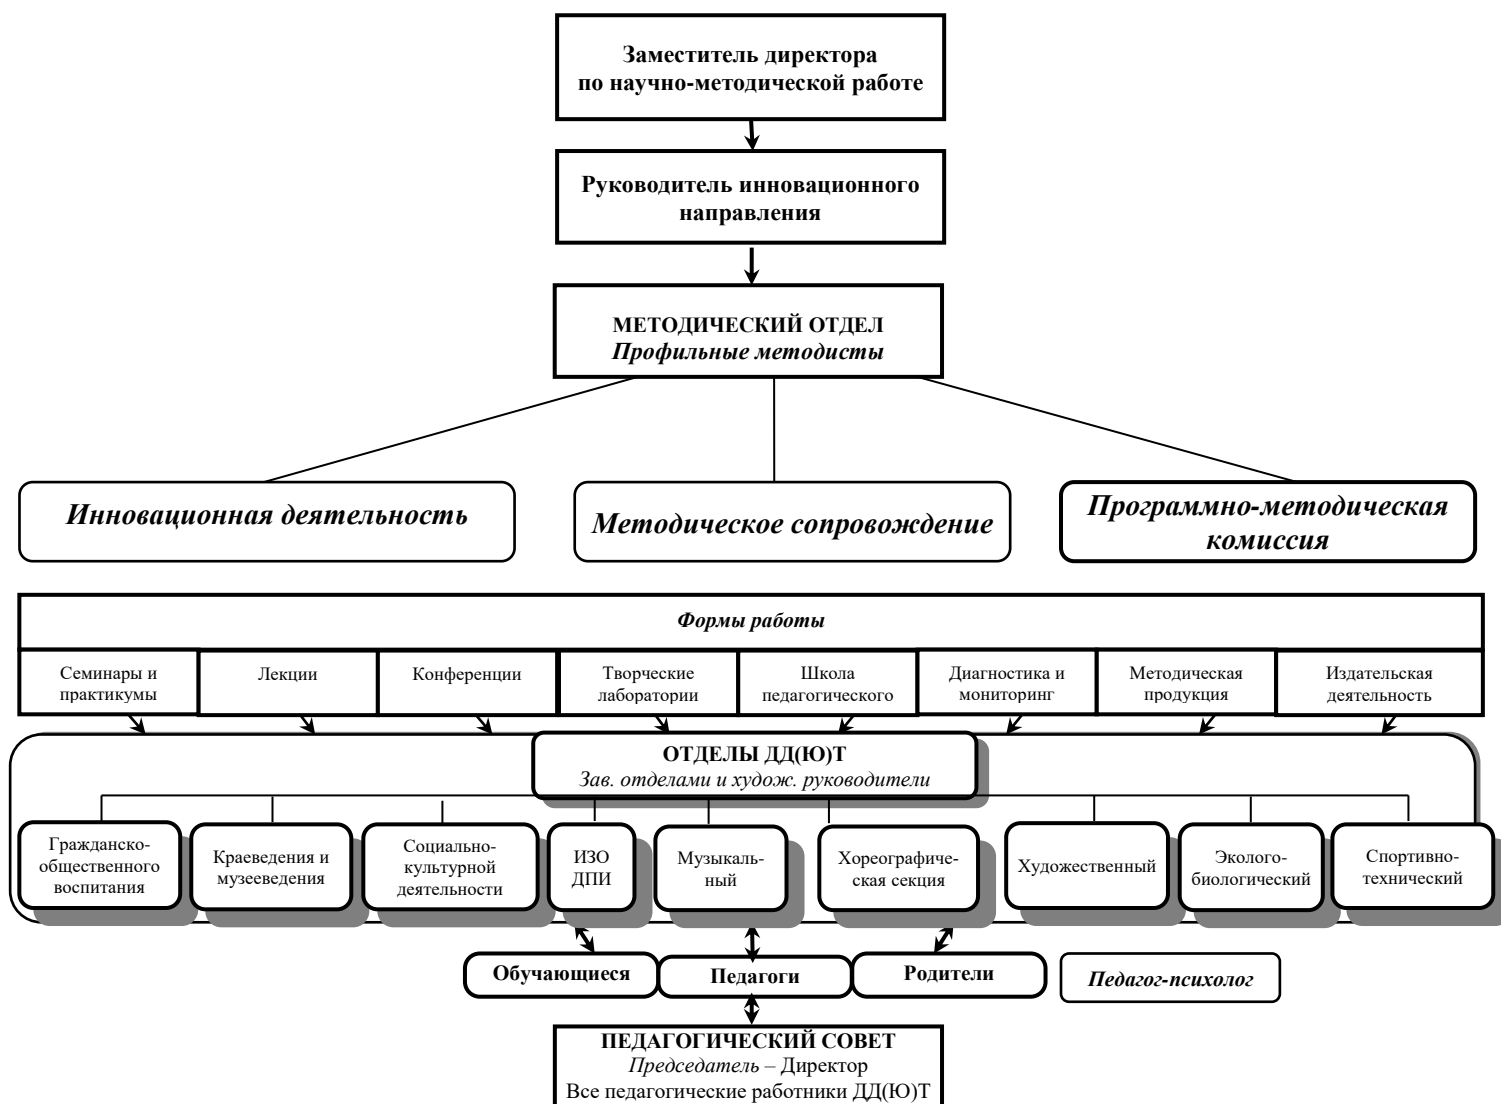 Заместитель директора
по научно-методической работе
Руководитель инновационного
направления
МЕТОДИЧЕСКИЙ ОТДЕЛ
Профильные методисты
Инновационная деятельность
Методическое сопровождение
Программно-методическая
комиссия
Формы работы
Семинары и
практикумы
Лекции
Конференции
Творческие
лаборатории
Школа
педагогического
Диагностика и
мониторинг
Методическая
продукция
Издательская
деятельность
ОТДЕЛЫ ДД(Ю)Т
Зав. отделами и худож. руководители
Гражданско-
общественного
воспитания
Краеведения и
музееведения
Социально-
культурной
деятельности
ИЗО
ДПИ
Музыкаль-
ный
Хореографиче-
ская секция
Художественный
Эколого-
биологический
Спортивно-
технический
Обучающиеся
Педагоги
Родители
Педагог-психолог
ПЕДАГОГИЧЕСКИЙ СОВЕТ
Председатель – Директор
Все педагогические работники ДД(Ю)Т